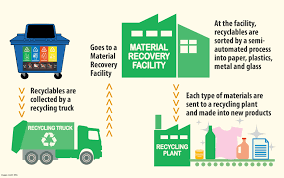 Goes to a
Material
Recovery
Facility
MATERIAL
RECOVERY
FACILITY
At the facility,
recyclables are
sorted by a semi-
automated process
into paper, plastics,
metal and glass
Recyclables are
collected by a
recycling truck
RECYCLING TRUCK
Each type of materials are
sent to a recycling plant
and made into new products
RECYCLING
PLANT